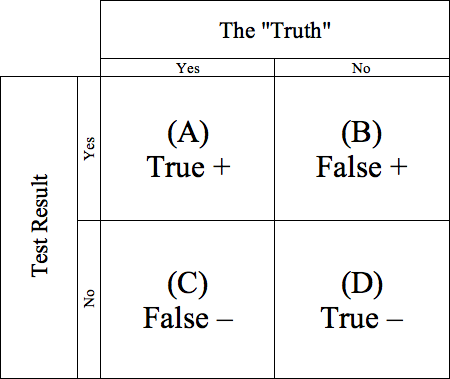 The "Truth"
Yes
No
Test Result
Yes
(A)
True +
(B)
False +
No
(C)
False –
(D)
True –